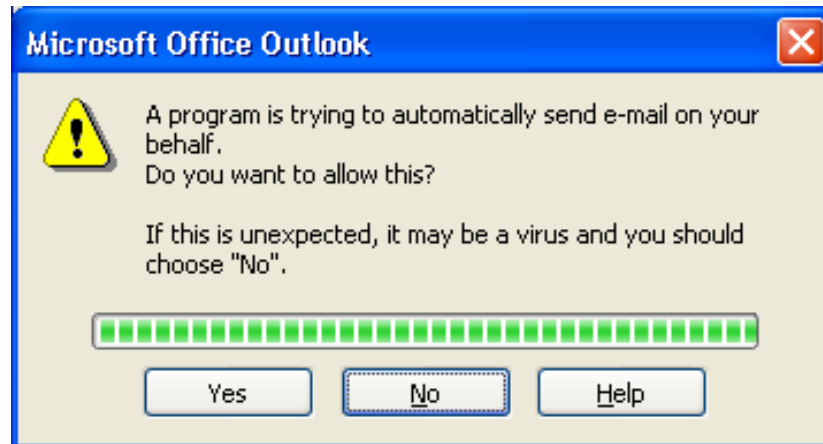 Microsoft Office Outlook
A program is trying to automatically send e-mail on your
behalf.
Do you want to allow this?
If this is unexpected, it may be a virus and you should
choose "No".
Yes
No
Help